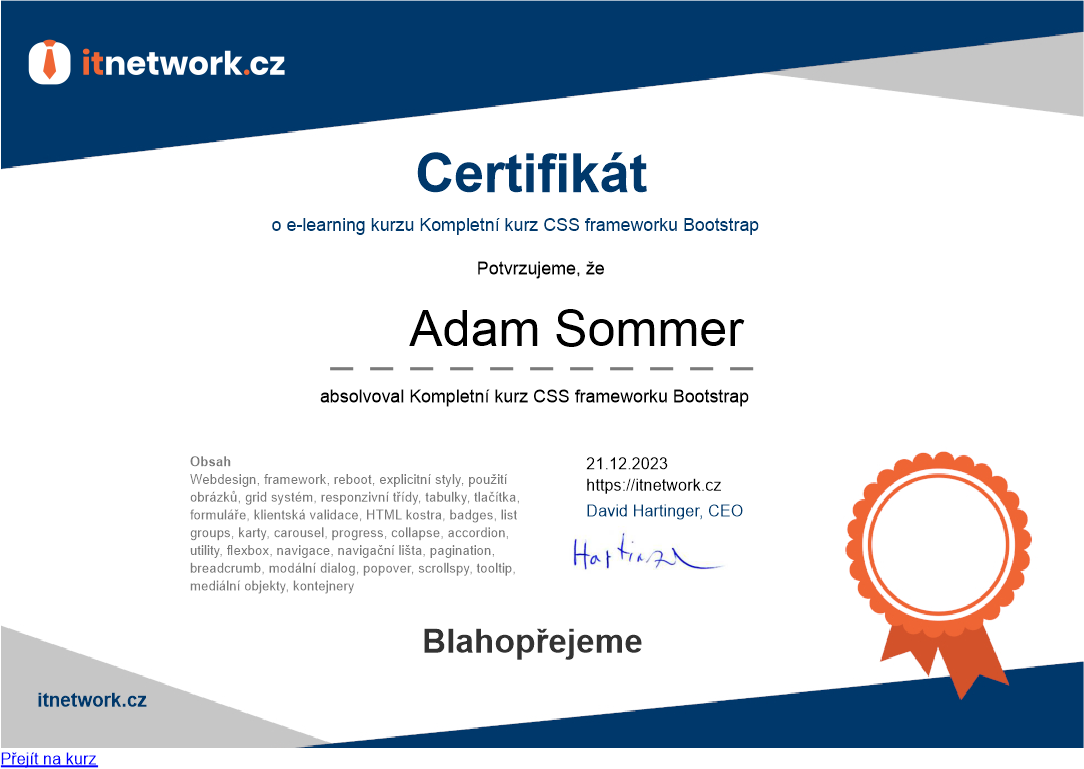 itnetwork.cz
Certifikát
o e-learning kurzu Kompletní kurz CSS frameworku Bootstrap
Potvrzujeme, že
Adam Sommer
absolvoval Kompletní kurz CSS frameworku Bootstrap
Obsah
Webdesign, framework, reboot, explicitní styly, použití
obrázků, grid systém, responzivní třídy, tabulky, tlačítka,
formuláře, klientská validace, HTML kostra, badges, list
groups, karty, carousel, progress, collapse, accordion,
utility, flexbox, navigace, navigační lišta, pagination,
breadcrumb, modální dialog, popover, scrollspy, tooltip,
mediální objekty, kontejnery
21.12.2023
https://itnetwork.cz
David Hartinger, CEO
Hartinger
Blahopřejeme
itnetwork.cz
Přejít na kurz